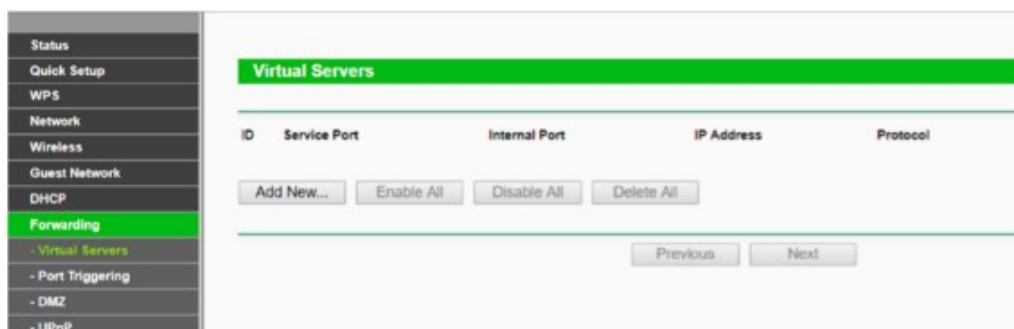 Status
Quick Setup
WPS
Network
Wireless
Guest Network
DHCP
Forwarding
- Virtual Servers
- Port Triggering
- DMZ
- UPnP
Virtual Servers
ID Service Port Internal Port IP Address Protocol
Add New... Enable All Disable All Delete All
Previous Next